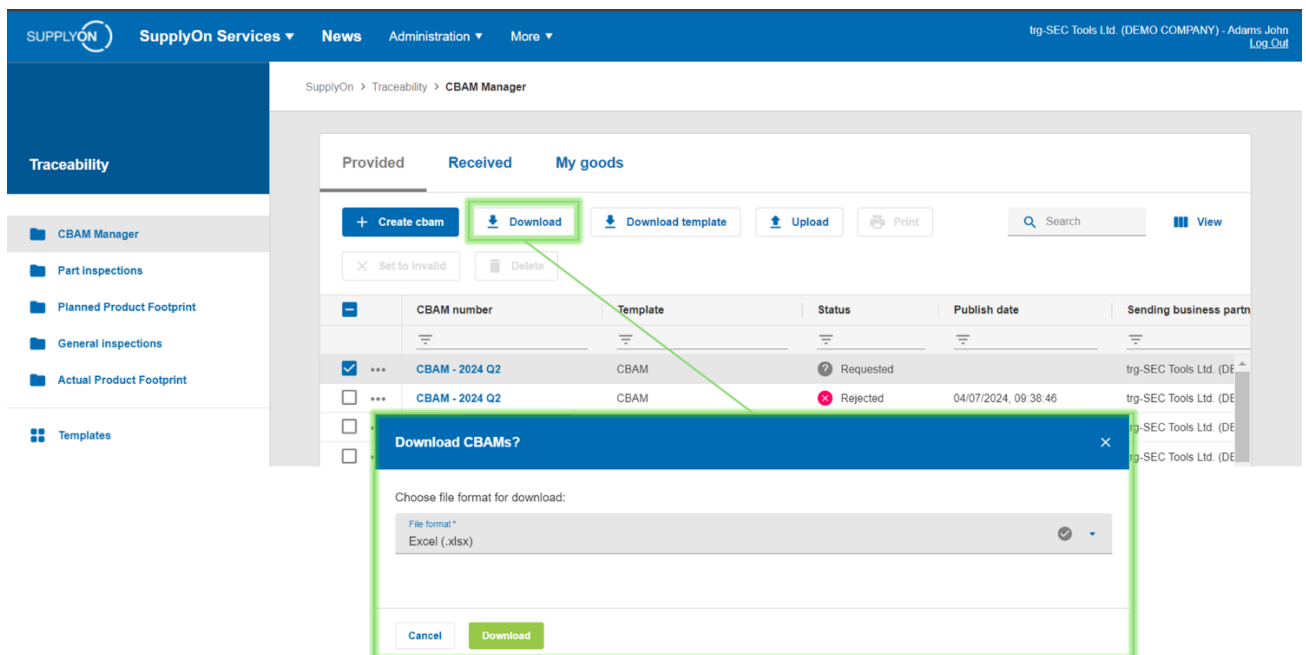 SUPPLYON SupplyOn Services News Administration More
trg-SEC Tools Ltd. (DEMO COMPANY) - Adams John
Log Out
SupplyOn > Traceability > CBAM Manager
Traceability
CBAM Manager
Part inspections
Planned Product Footprint
General inspections
Actual Product Footprint
Templates
Provided Received My goods
+ Create cbam Download Download template Upload Print Search View
Set to invalid Delete
CBAM number Template Status Publish date Sending business partn
CBAM - 2024 Q2 CBAM Requested trg-SEC Tools Ltd. (DE
CBAM - 2024 Q2 CBAM Rejected 04/07/2024, 09:38:46 trg-SEC Tools Ltd. (DE
rg-SEC Tools Ltd. (DE
rg-SEC Tools Ltd. (DE
Download CBAMs?
Choose file format for download:
File format *
Excel (.xlsx)
Cancel Download